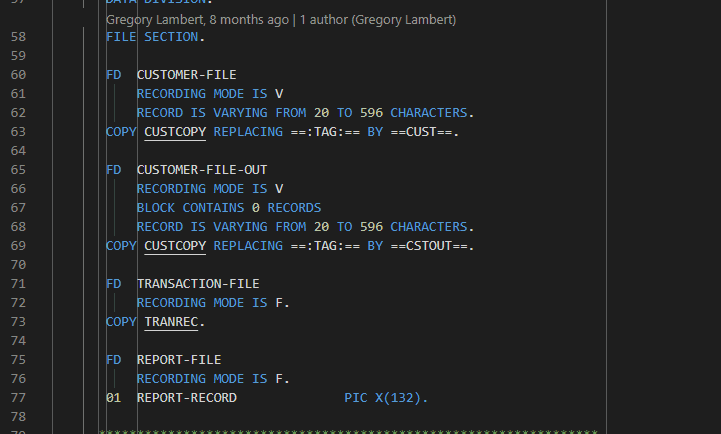 57 DATA DIVISION.
Gregory Lambert, 8 months ago | 1 author (Gregory Lambert)
58 FILE SECTION.
59
60 FD CUSTOMER-FILE
61 RECORDING MODE IS V
62 RECORD IS VARYING FROM 20 TO 596 CHARACTERS.
63 COPY CUSTCOPY REPLACING ==:TAG:== BY ==CUST==.
64
65 FD CUSTOMER-FILE-OUT
66 RECORDING MODE IS V
67 BLOCK CONTAINS 0 RECORDS
68 RECORD IS VARYING FROM 20 TO 596 CHARACTERS.
69 COPY CUSTCOPY REPLACING ==:TAG:== BY ==CSTOUT==.
70
71 FD TRANSACTION-FILE
72 RECORDING MODE IS F.
73 COPY TRANREC.
74
75 FD REPORT-FILE
76 RECORDING MODE IS F.
77 01 REPORT-RECORD PIC X(132).
78
79 *****************************************************************